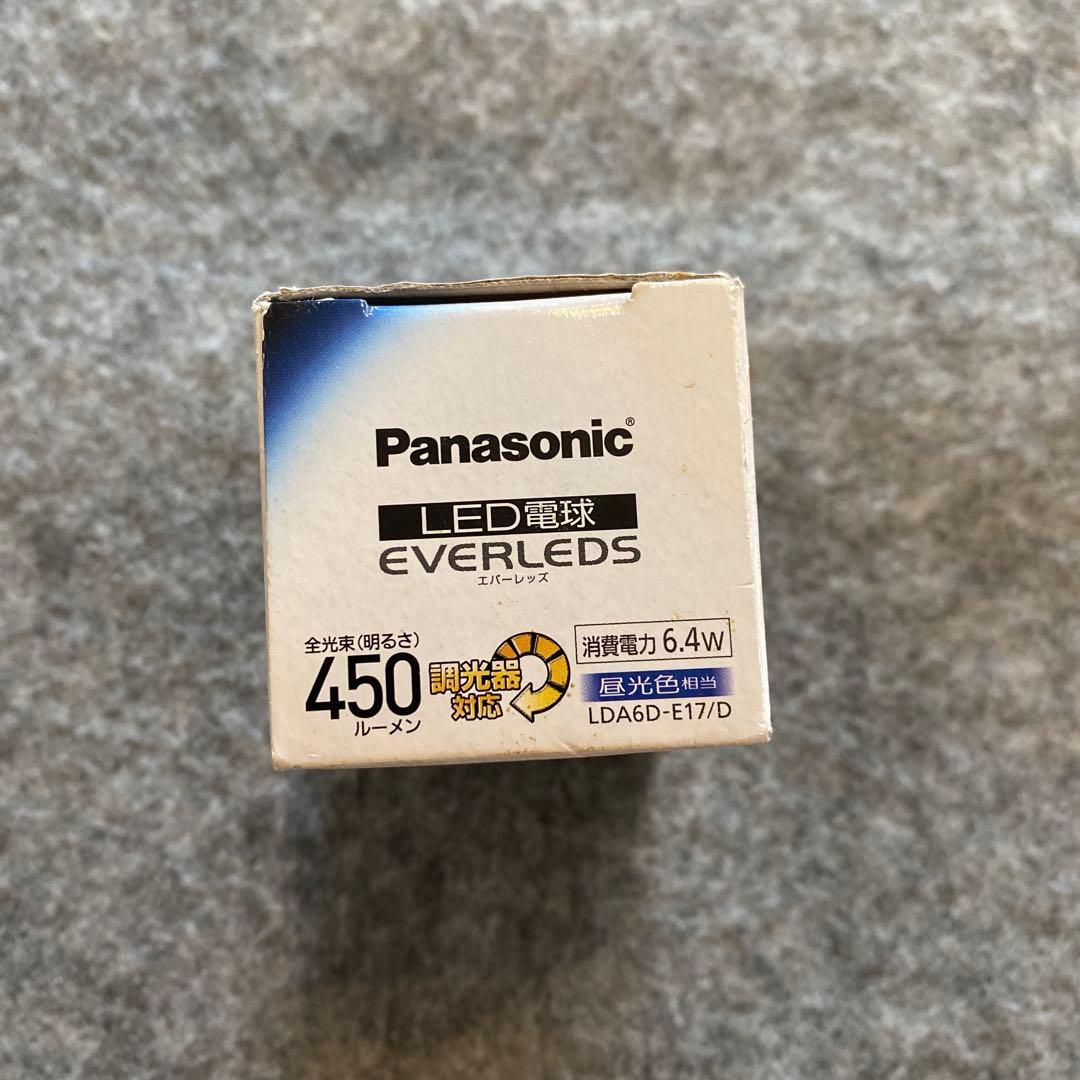 Panasonic®
LED電球
EVERLEDS
エバーレッズ
全光束(明るさ)
450
ルーメン
調光器
対応
消費電力 6.4W
昼光色相当
LDA6D-E17/D